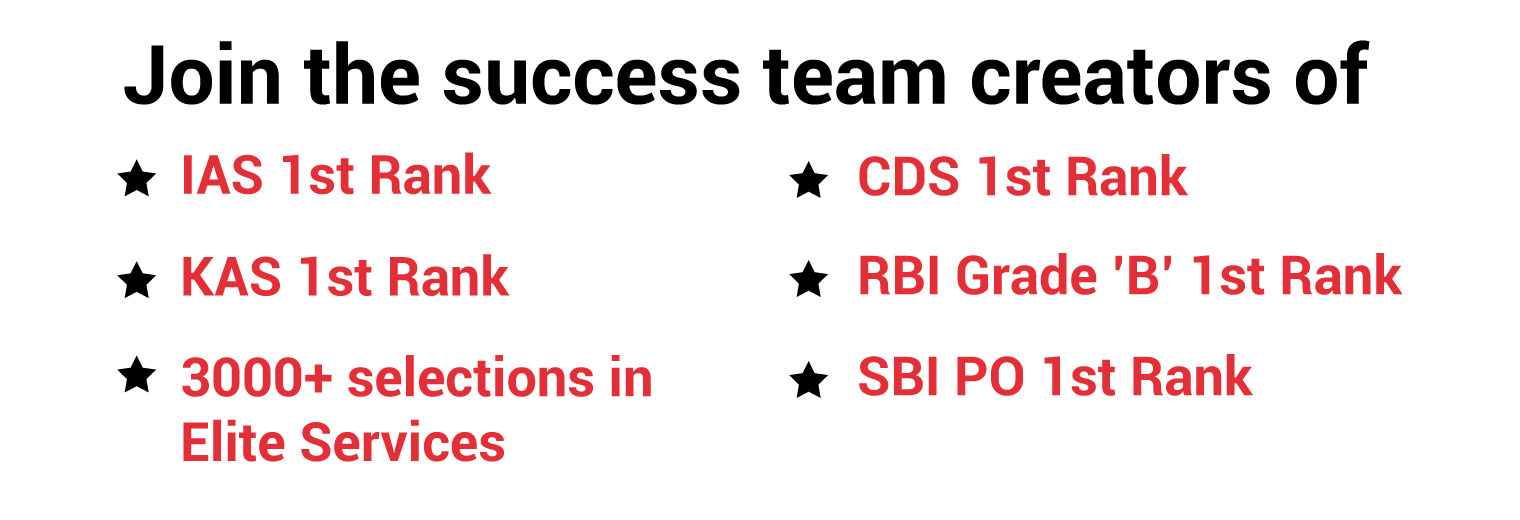 Join the success team creators of
IAS 1st Rank
KAS 1st Rank
3000+ selections in
Elite Services
CDS 1st Rank
RBI Grade 'B' 1st Rank
SBI PO 1st Rank